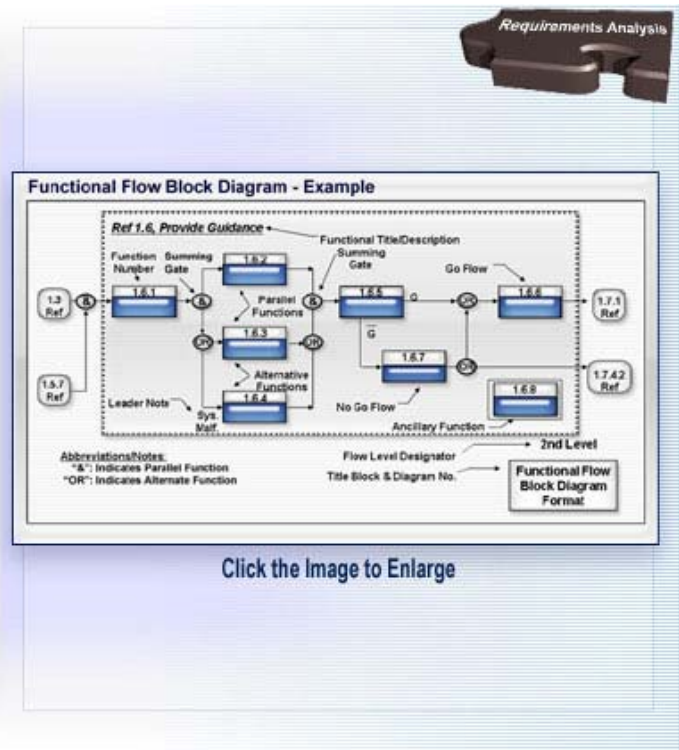 Requirements Analysis
Functional Flow Block Diagram - Example
Ref 1.6, Provide Guidance
Functional Title/Description
Function
Number
Summing
Gate
Summing
Gate
Go Flow
1.3
Ref
&
1.6.1
&
1.6.2
Parallel
Functions
&
1.6.5
G
OR
1.6.6
1.7.1
Ref
OR
1.6.3
OR
G
1.6.7
OR
1.7.4.2
Ref
1.5.7
Ref
Alternative
Functions
Leader Note
Sys.
Malf.
1.6.4
No Go Flow
1.6.8
Ancillary Function
Abbreviations/Notes:
"&": Indicates Parallel Function
"OR": Indicates Alternate Function
Flow Level Designator
2nd Level
Title Block & Diagram No.
Functional Flow
Block Diagram
Format
Click the Image to Enlarge